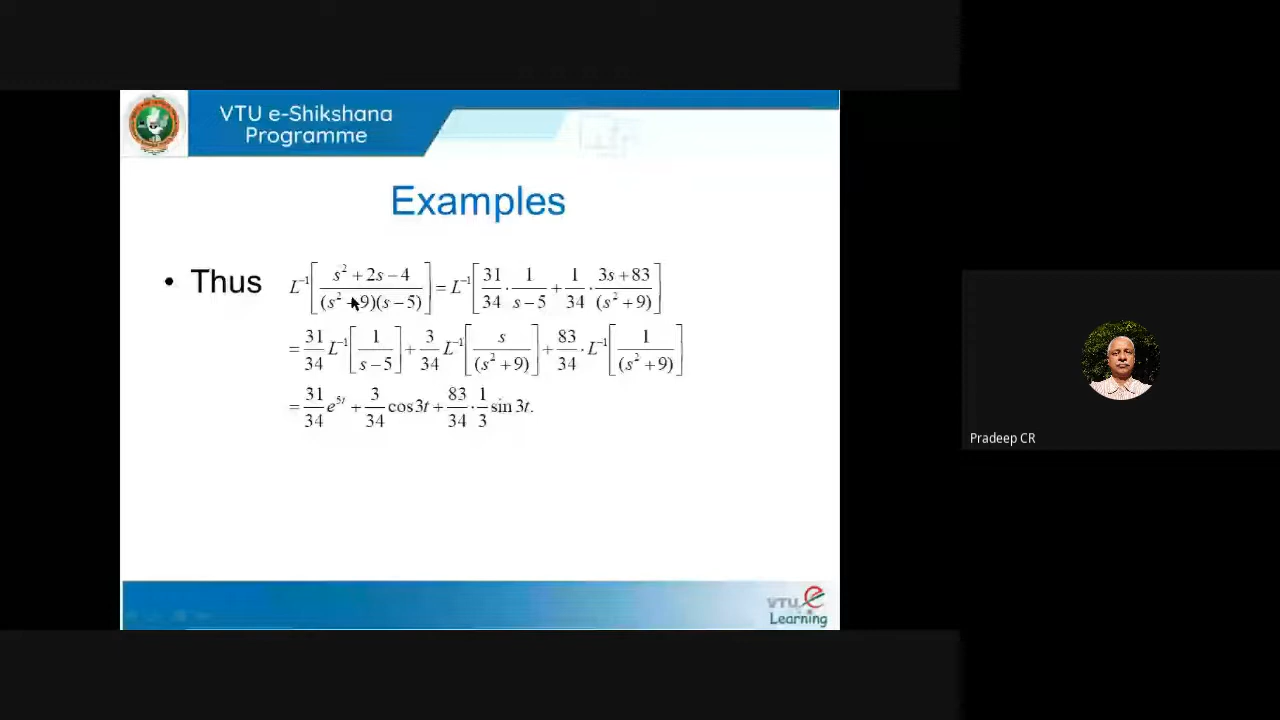 VTU e-Shikshana
Programme
Examples
• Thus L⁻¹[(s² + 2s − 4)/((s² + 9)(s − 5))] = L⁻¹[31/34 · 1/(s − 5) + 1/34 · (3s + 83)/(s² + 9)]
= 31/34 L⁻¹[1/(s − 5)] + 3/34 L⁻¹[s/(s² + 9)] + 83/34 · L⁻¹[1/(s² + 9)]
= 31/34 e⁵ᵗ + 3/34 cos 3t + 83/34 · 1/3 sin 3t.
Pradeep CR
VTU e
Learning